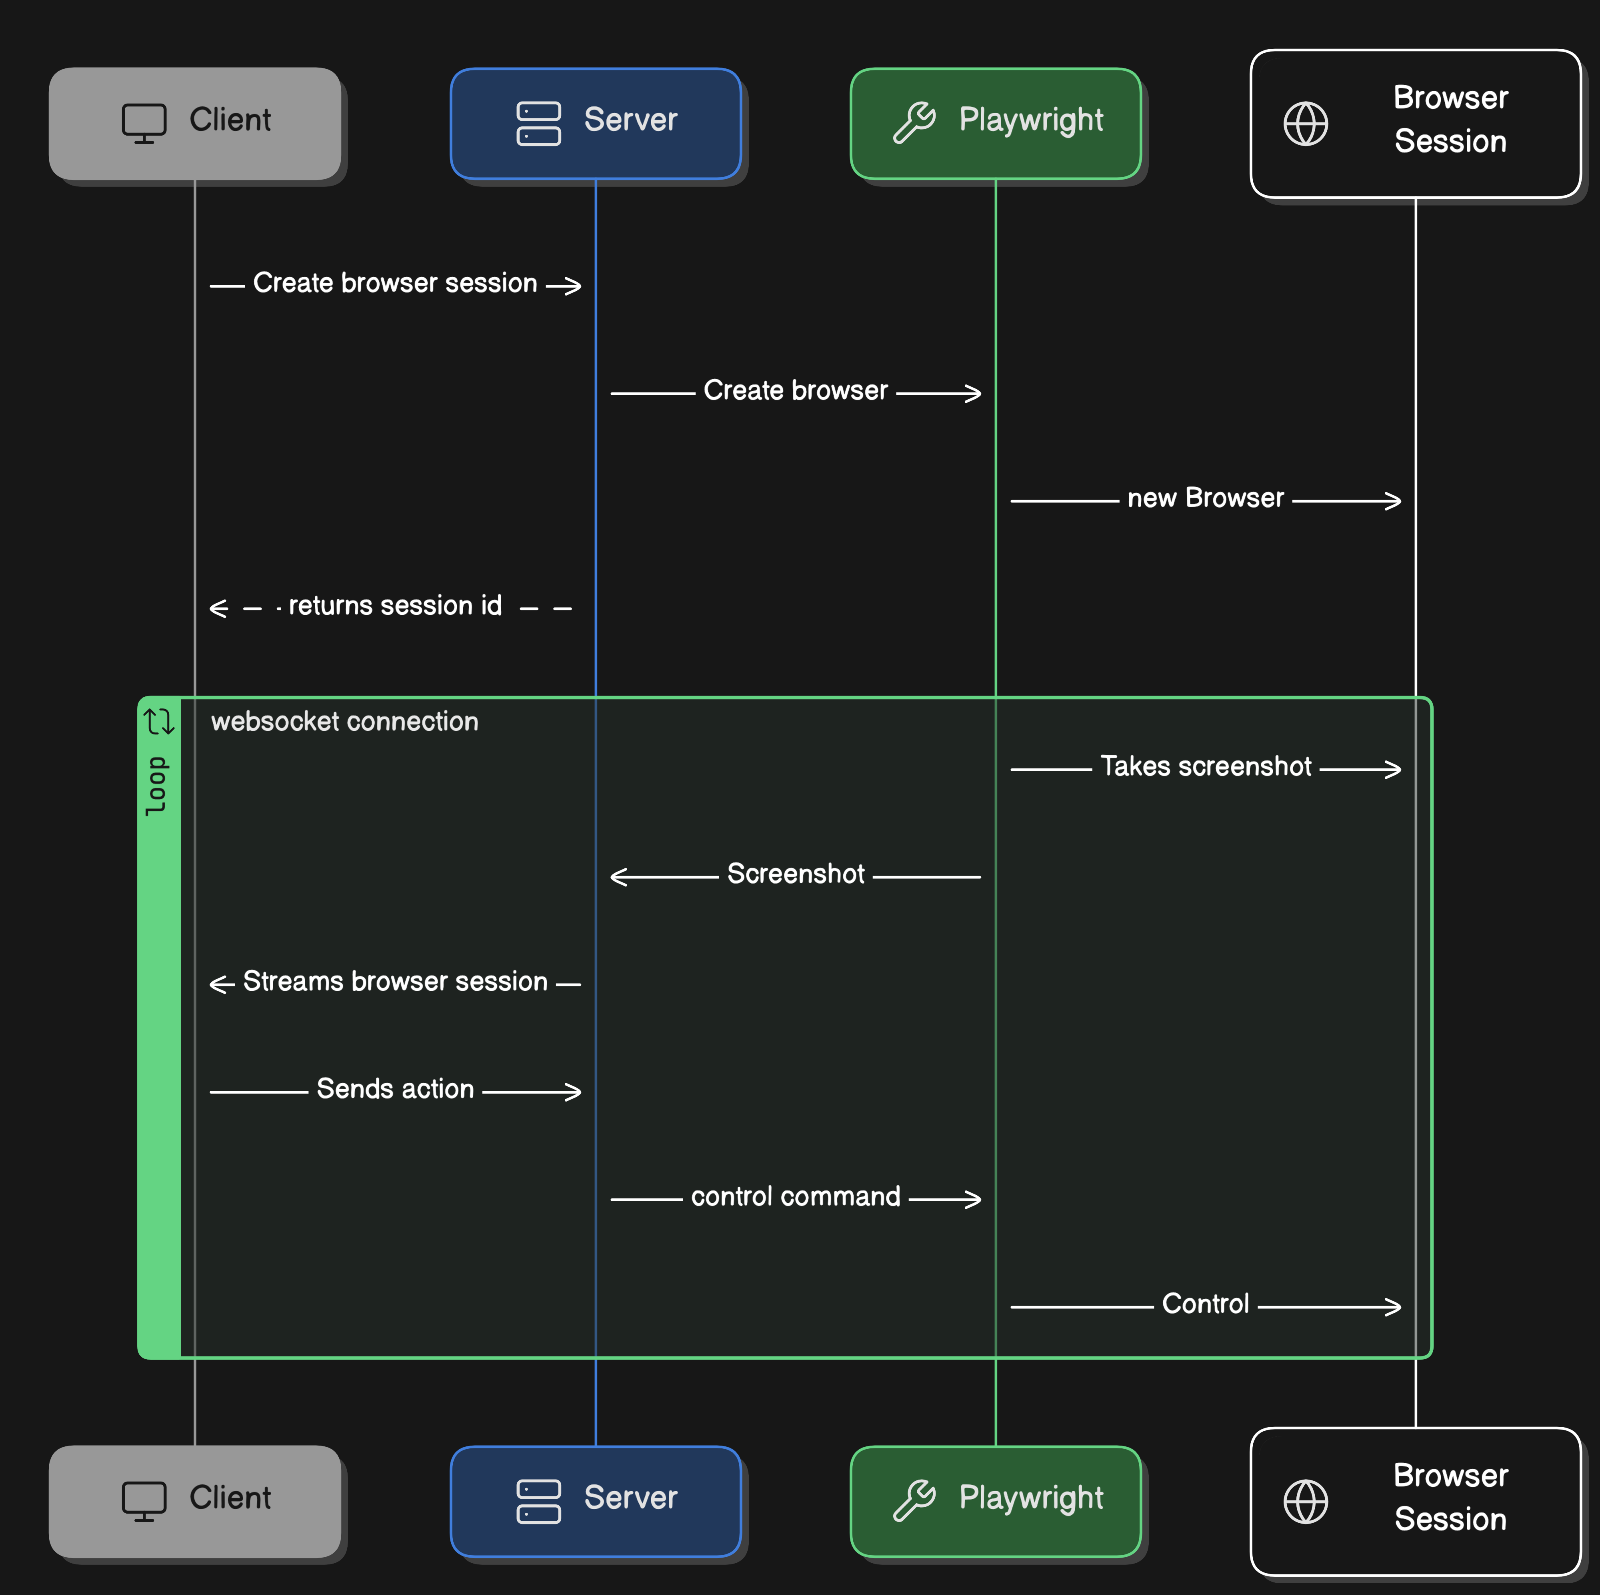 Client
Server
Playwright
Browser
Session
Create browser session
Create browser
new Browser
returns session id
loop
websocket connection
Takes screenshot
Screenshot
Streams browser session
Sends action
control command
Control
Client
Server
Playwright
Browser
Session